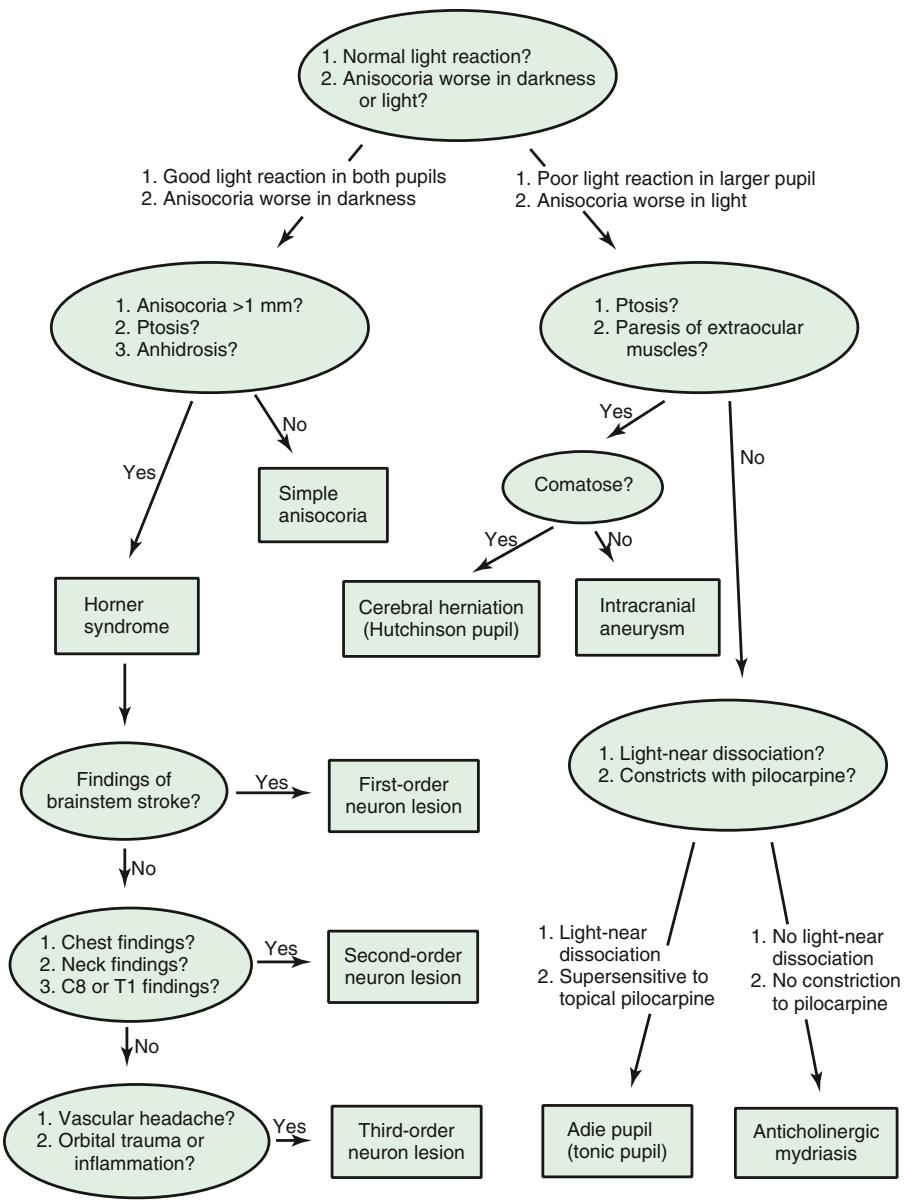 1. Normal light reaction?
2. Anisocoria worse in darkness
or light?
1. Good light reaction in both pupils
2. Anisocoria worse in darkness
1. Poor light reaction in larger pupil
2. Anisocoria worse in light
1. Anisocoria >1 mm?
2. Ptosis?
3. Anhidrosis?
1. Ptosis?
2. Paresis of extraocular
muscles?
Yes
No
Simple
anisocoria
Yes
No
Comatose?
Yes
No
Horner
syndrome
Cerebral herniation
(Hutchinson pupil)
Intracranial
aneurysm
Findings of
brainstem stroke?
Yes
First-order
neuron lesion
1. Light-near dissociation?
2. Constricts with pilocarpine?
No
1. Chest findings?
2. Neck findings?
3. C8 or T1 findings?
Yes
Second-order
neuron lesion
1. Light-near
dissociation
2. Supersensitive to
topical pilocarpine
1. No light-near
dissociation
2. No constriction
to pilocarpine
No
1. Vascular headache?
2. Orbital trauma or
inflammation?
Yes
Third-order
neuron lesion
Adie pupil
(tonic pupil)
Anticholinergic
mydriasis